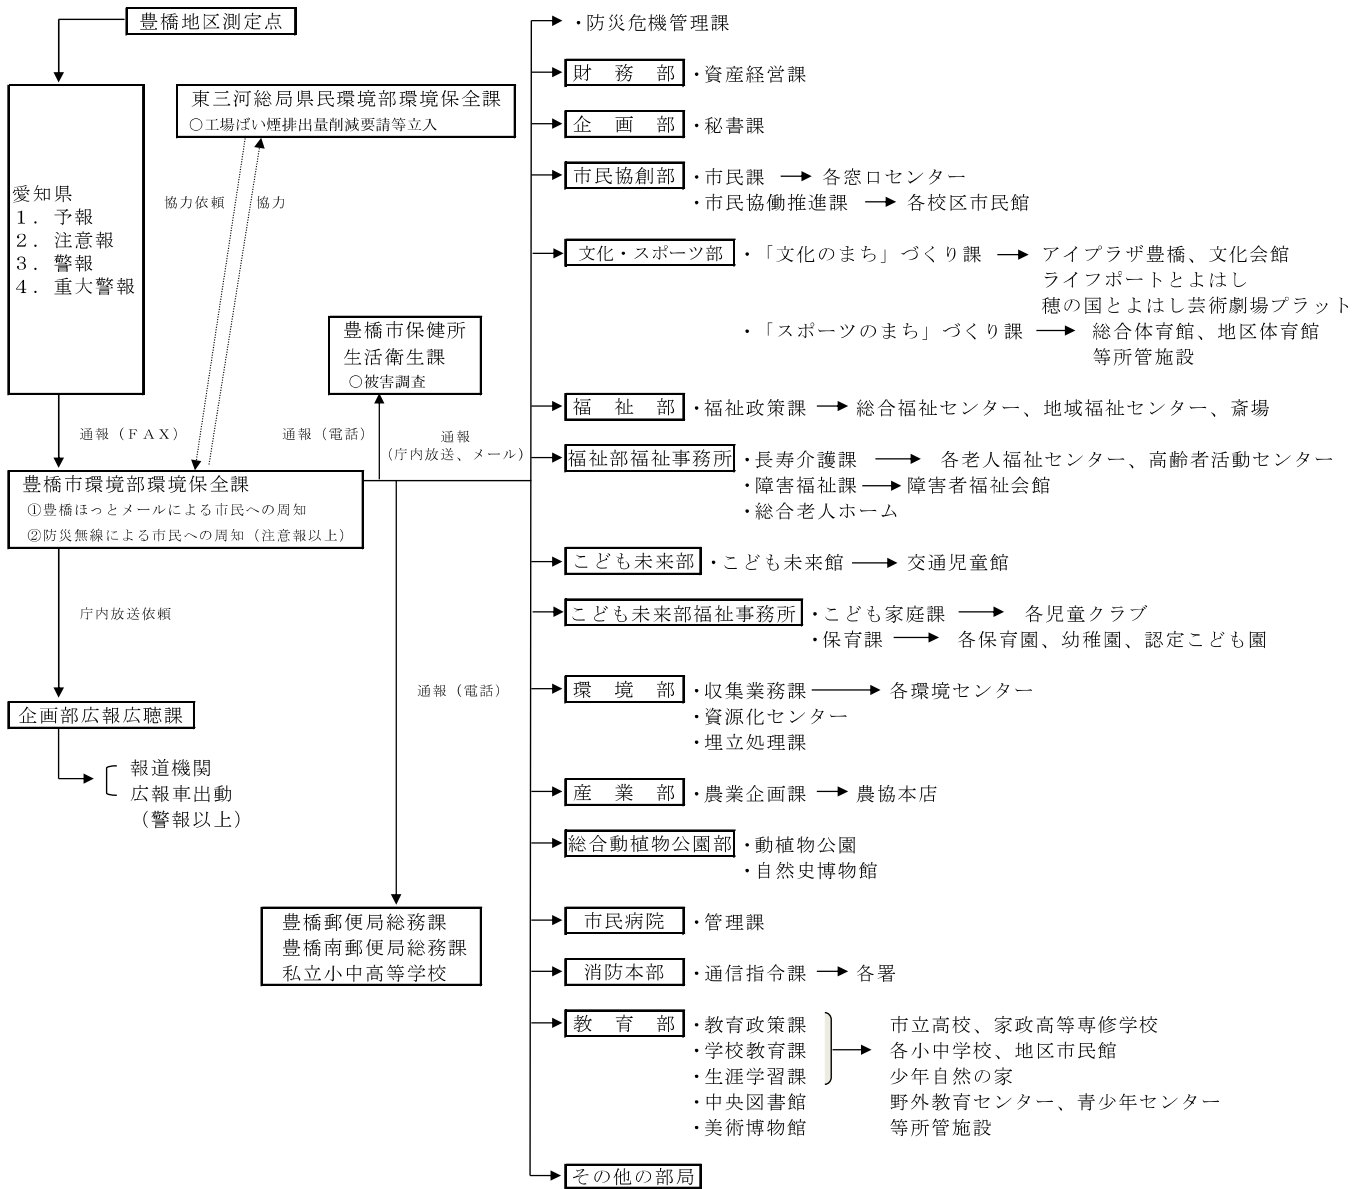 豊橋地区測定点
愛知県
１．予報
２．注意報
３．警報
４．重大警報
東三河総局県民環境部環境保全課
○工場ばい煙排出量削減要請等立入
協力依頼
協力
豊橋市保健所
生活衛生課
○被害調査
通報（ＦＡＸ）
通報（電話）
通報
（庁内放送、メール）
豊橋市環境部環境保全課
①豊橋ほっとメールによる市民への周知
②防災無線による市民への周知（注意報以上）
庁内放送依頼
企画部広報広聴課
報道機関
広報車出動
（警報以上）
通報（電話）
豊橋郵便局総務課
豊橋南郵便局総務課
私立小中高等学校
・防災危機管理課
財　務　部 ・資産経営課
企　画　部 ・秘書課
市民協創部 ・市民課 各窓口センター
・市民協働推進課 各校区市民館
文化・スポーツ部 ・「文化のまち」づくり課 アイプラザ豊橋、文化会館
ライフポートとよはし
穂の国とよはし芸術劇場プラット
・「スポーツのまち」づくり課 総合体育館、地区体育館
等所管施設
福　祉　部 ・福祉政策課 総合福祉センター、地域福祉センター、斎場
福祉部福祉事務所 ・長寿介護課 各老人福祉センター、高齢者活動センター
・障害福祉課 障害者福祉会館
・総合老人ホーム
こども未来部 ・こども未来館 交通児童館
こども未来部福祉事務所 ・こども家庭課 各児童クラブ
・保育課 各保育園、幼稚園、認定こども園
環　境　部 ・収集業務課 各環境センター
・資源化センター
・埋立処理課
産　業　部 ・農業企画課 農協本店
総合動植物公園部 ・動植物公園
・自然史博物館
市民病院 ・管理課
消防本部 ・通信指令課 各署
教　育　部 ・教育政策課 市立高校、家政高等専修学校
・学校教育課 各小中学校、地区市民館
・生涯学習課 少年自然の家
・中央図書館 野外教育センター、青少年センター
・美術博物館 等所管施設
その他の部局